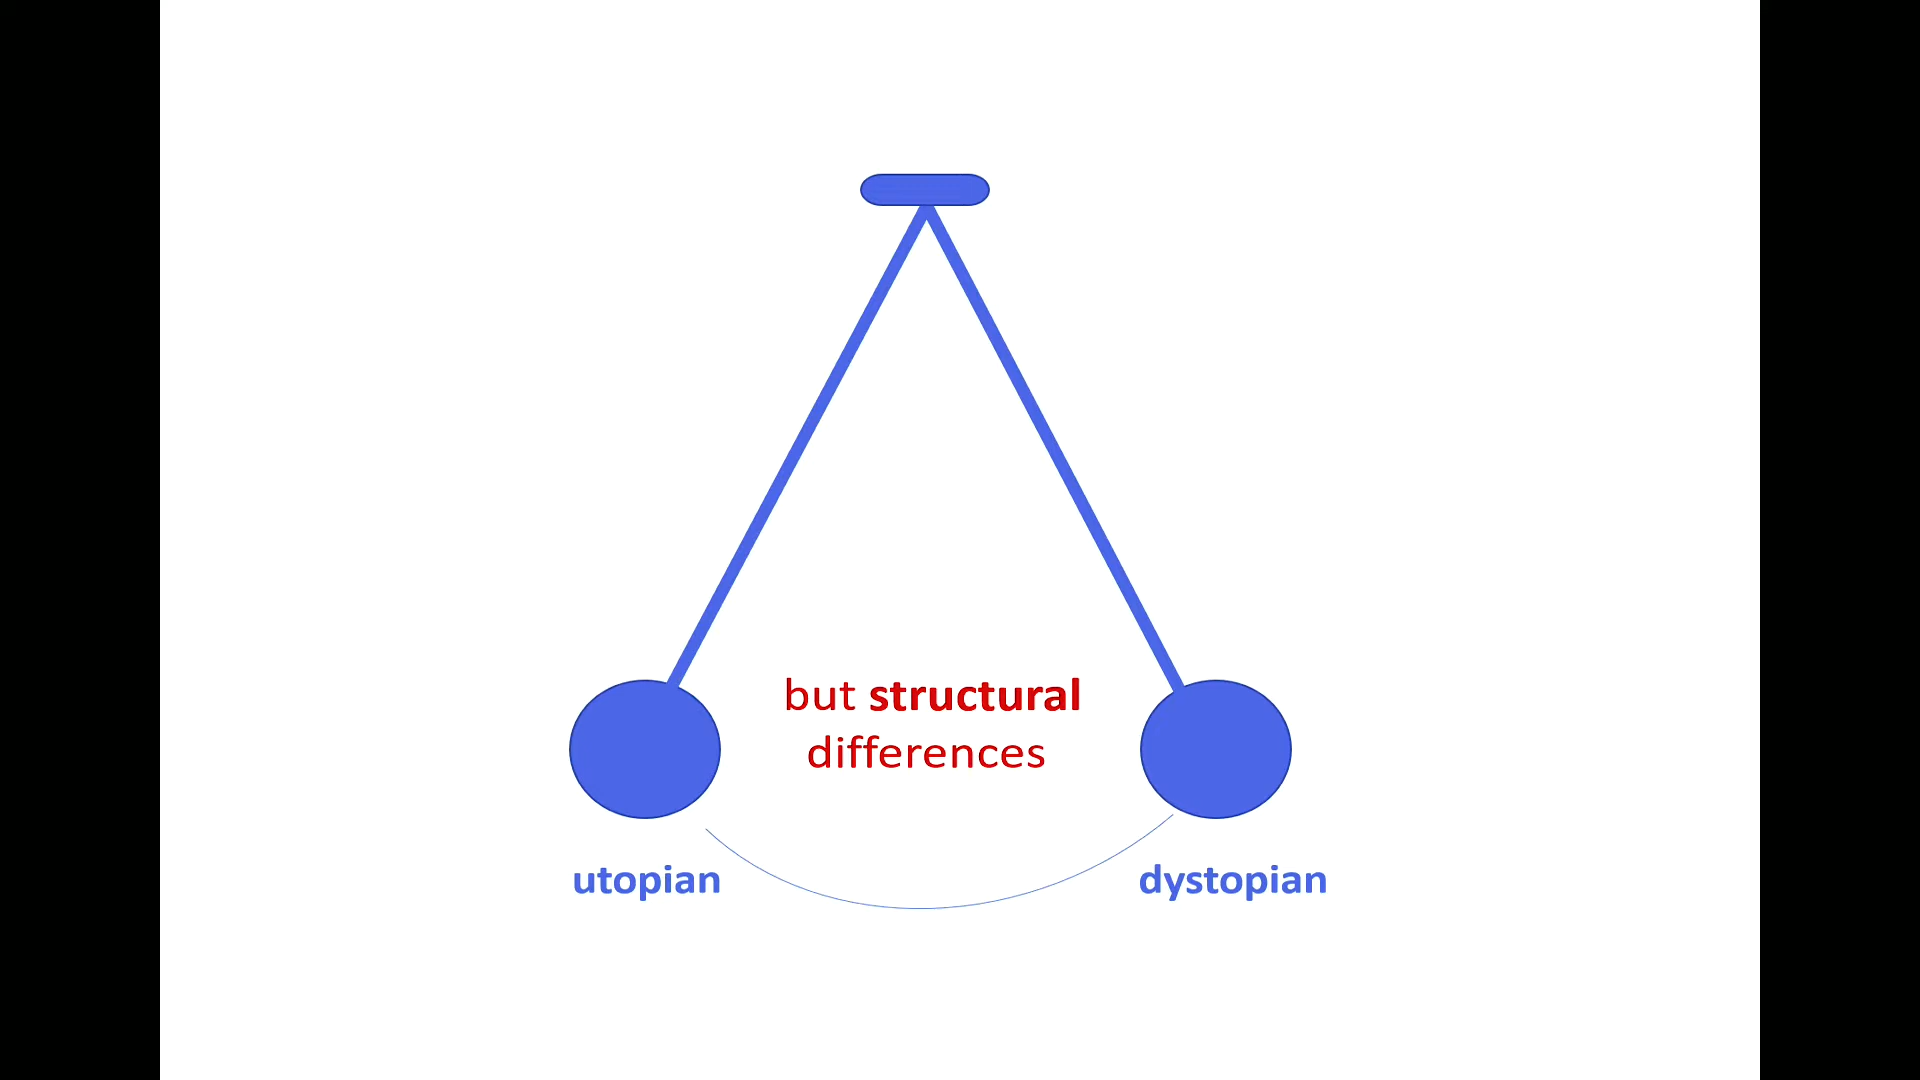 but structural
differences
utopian
dystopian